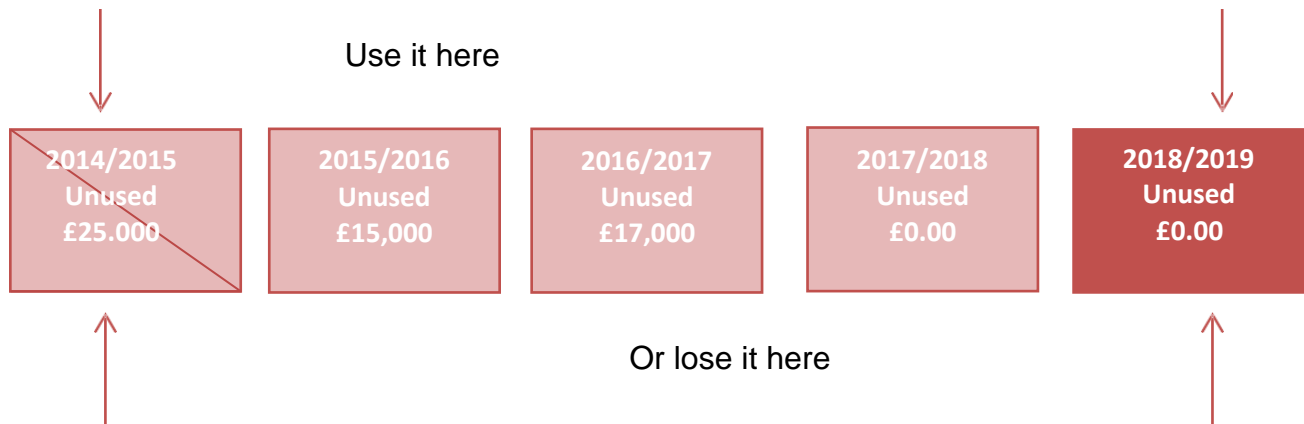 Use it here
2014/2015
Unused
£25.000
2015/2016
Unused
£15,000
2016/2017
Unused
£17,000
2017/2018
Unused
£0.00
2018/2019
Unused
£0.00
Or lose it here